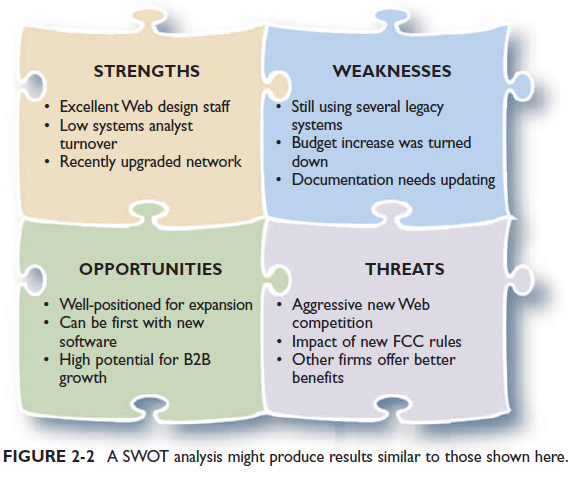 STRENGTHS
• Excellent Web design staff
• Low systems analyst
turnover
• Recently upgraded network
WEAKNESSES
• Still using several legacy
systems
• Budget increase was turned
down
• Documentation needs updating
OPPORTUNITIES
• Well-positioned for expansion
• Can be first with new
software
• High potential for B2B
growth
THREATS
• Aggressive new Web
competition
• Impact of new FCC rules
• Other firms offer better
benefits
FIGURE 2-2 A SWOT analysis might produce results similar to those shown here.